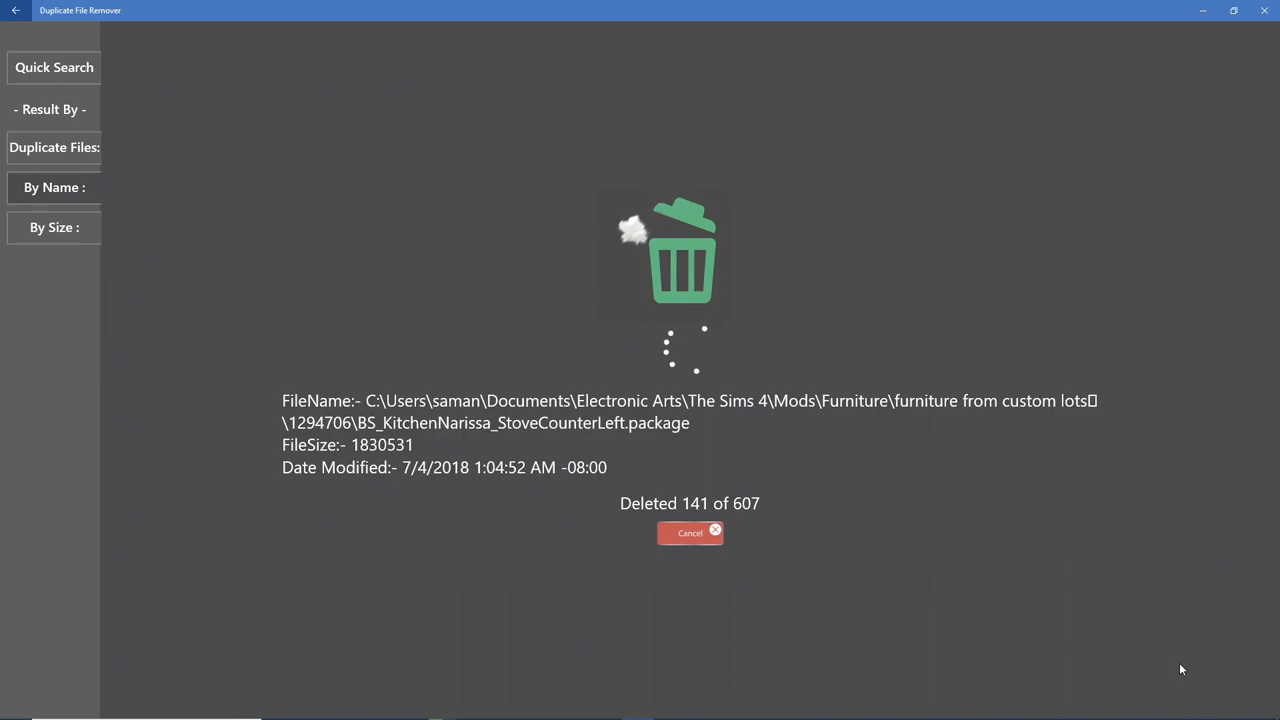 Duplicate File Remover
Quick Search
- Result By -
Duplicate Files:
By Name :
By Size :
FileName:- C:\Users\saman\Documents\Electronic Arts\The Sims 4\Mods\Furniture\furniture from custom lots
\1294706\BS_KitchenNarissa_StoveCounterLeft.package
FileSize:- 1830531
Date Modified:- 7/4/2018 1:04:52 AM -08:00
Deleted 141 of 607
Cancel